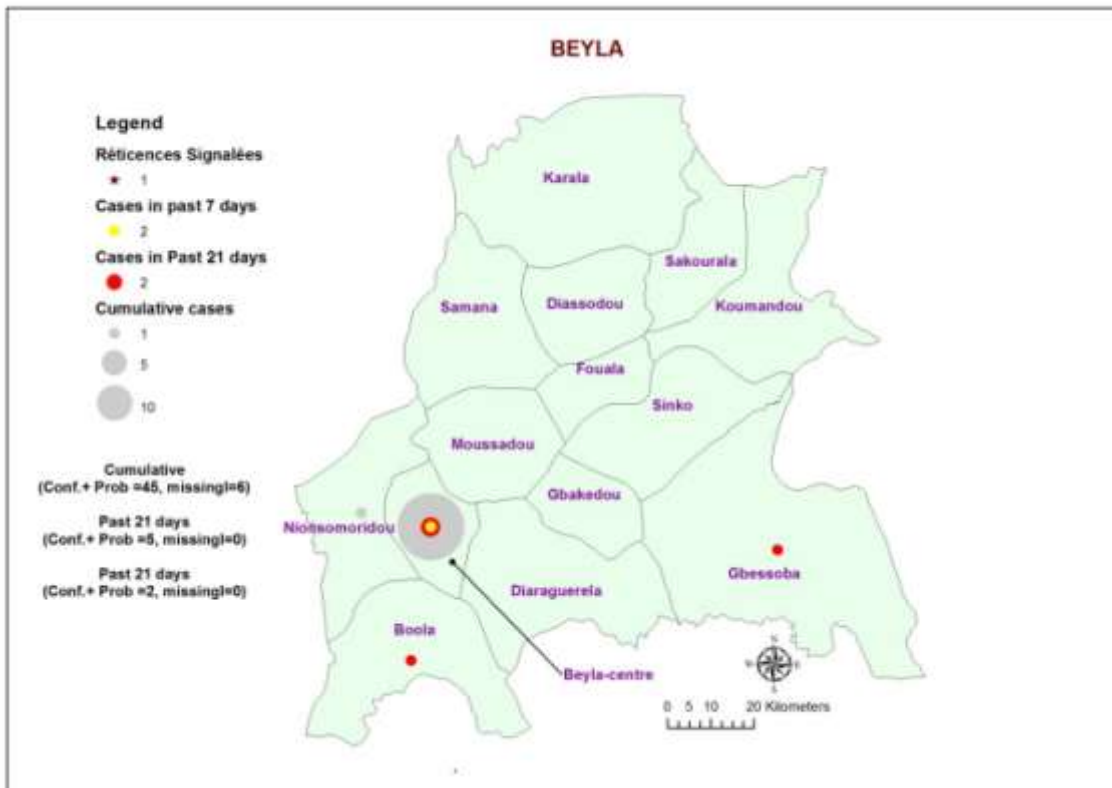 BEYLA
Legend
Réticences Signalées
1
Cases in past 7 days
2
Cases in Past 21 days
2
Cumulative cases
1
5
10
Cumulative
(Conf.+ Prob =45, missingl=6)
Past 21 days
(Conf.+ Prob =5, missingl=0)
Past 21 days
(Conf.+ Prob =2, missingl=0)
Karala
Sakourala
Samana
Diassodou
Koumandou
Fouala
Sinko
Moussadou
Gbakedou
Nionsomoridou
Gbessoba
Diaraguerela
Boola
Beyla-centre
0 5 10 20 Kilometers